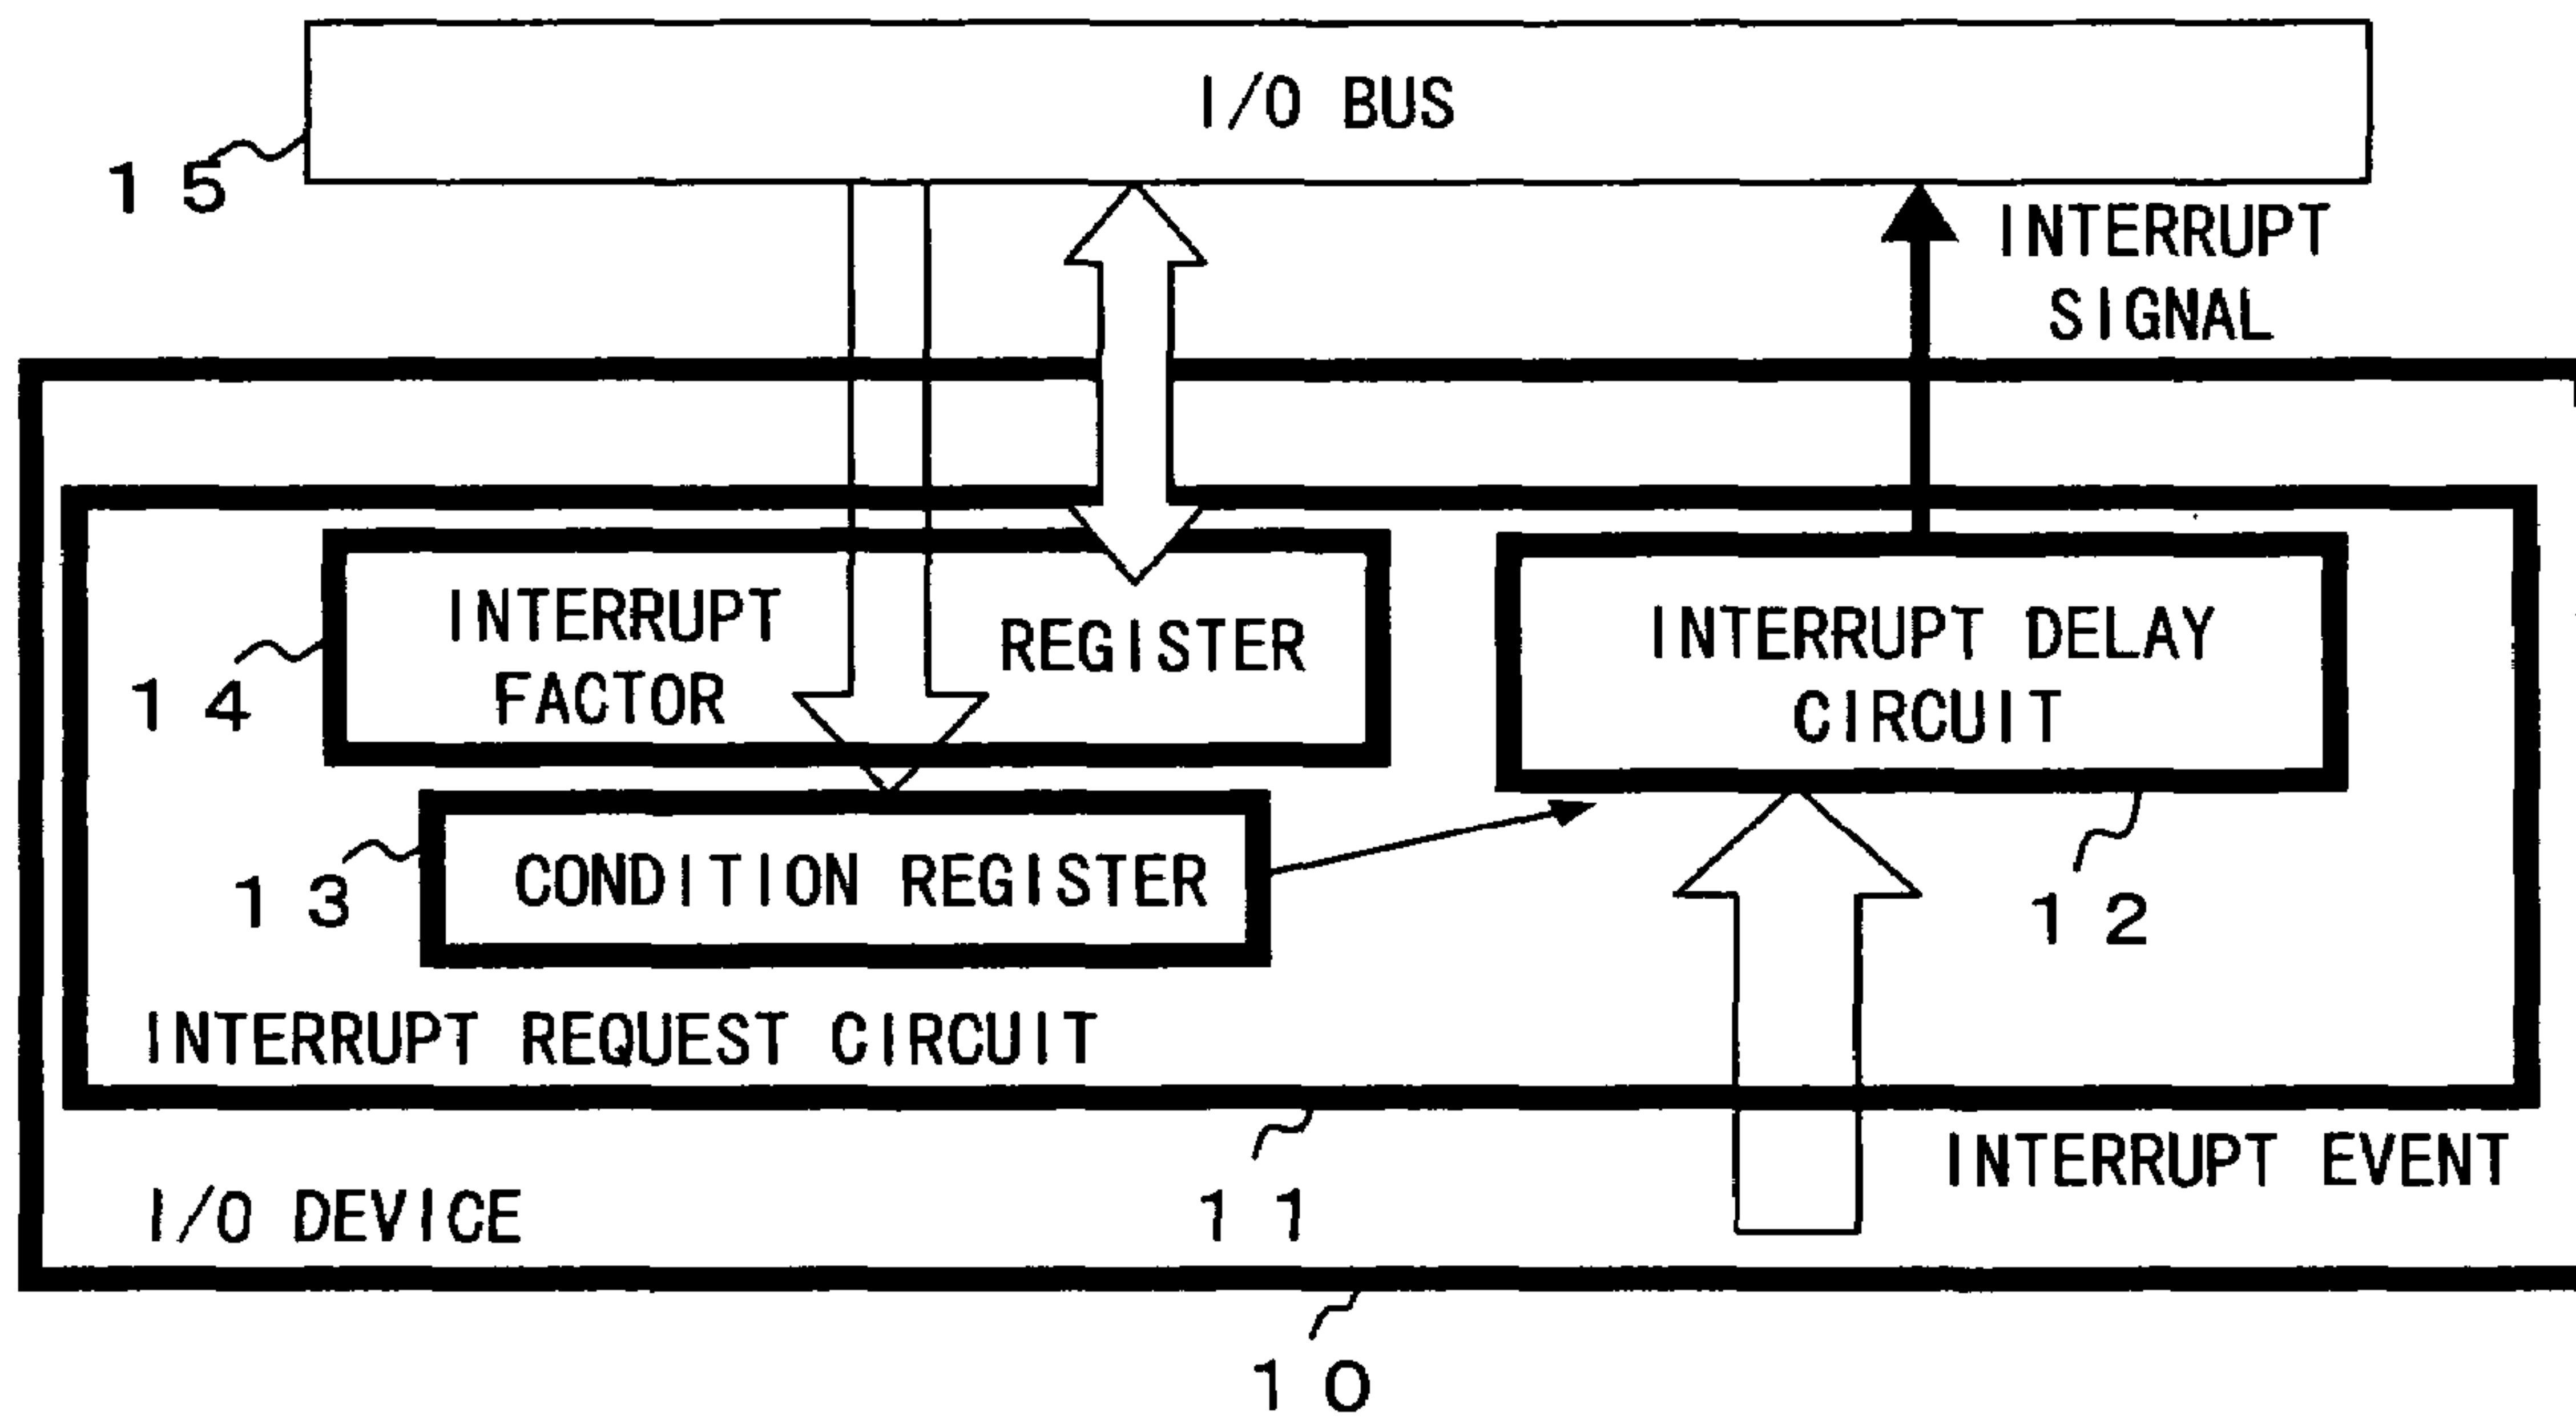 I/O BUS
15
INTERRUPT
SIGNAL
INTERRUPT
FACTOR
REGISTER
14
INTERRUPT DELAY
CIRCUIT
CONDITION REGISTER
13
12
INTERRUPT REQUEST CIRCUIT
INTERRUPT EVENT
11
I/O DEVICE
10